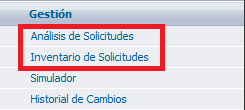 Gestión
Análisis de Solicitudes
Inventario de Solicitudes
Simulador
Historial de Cambios